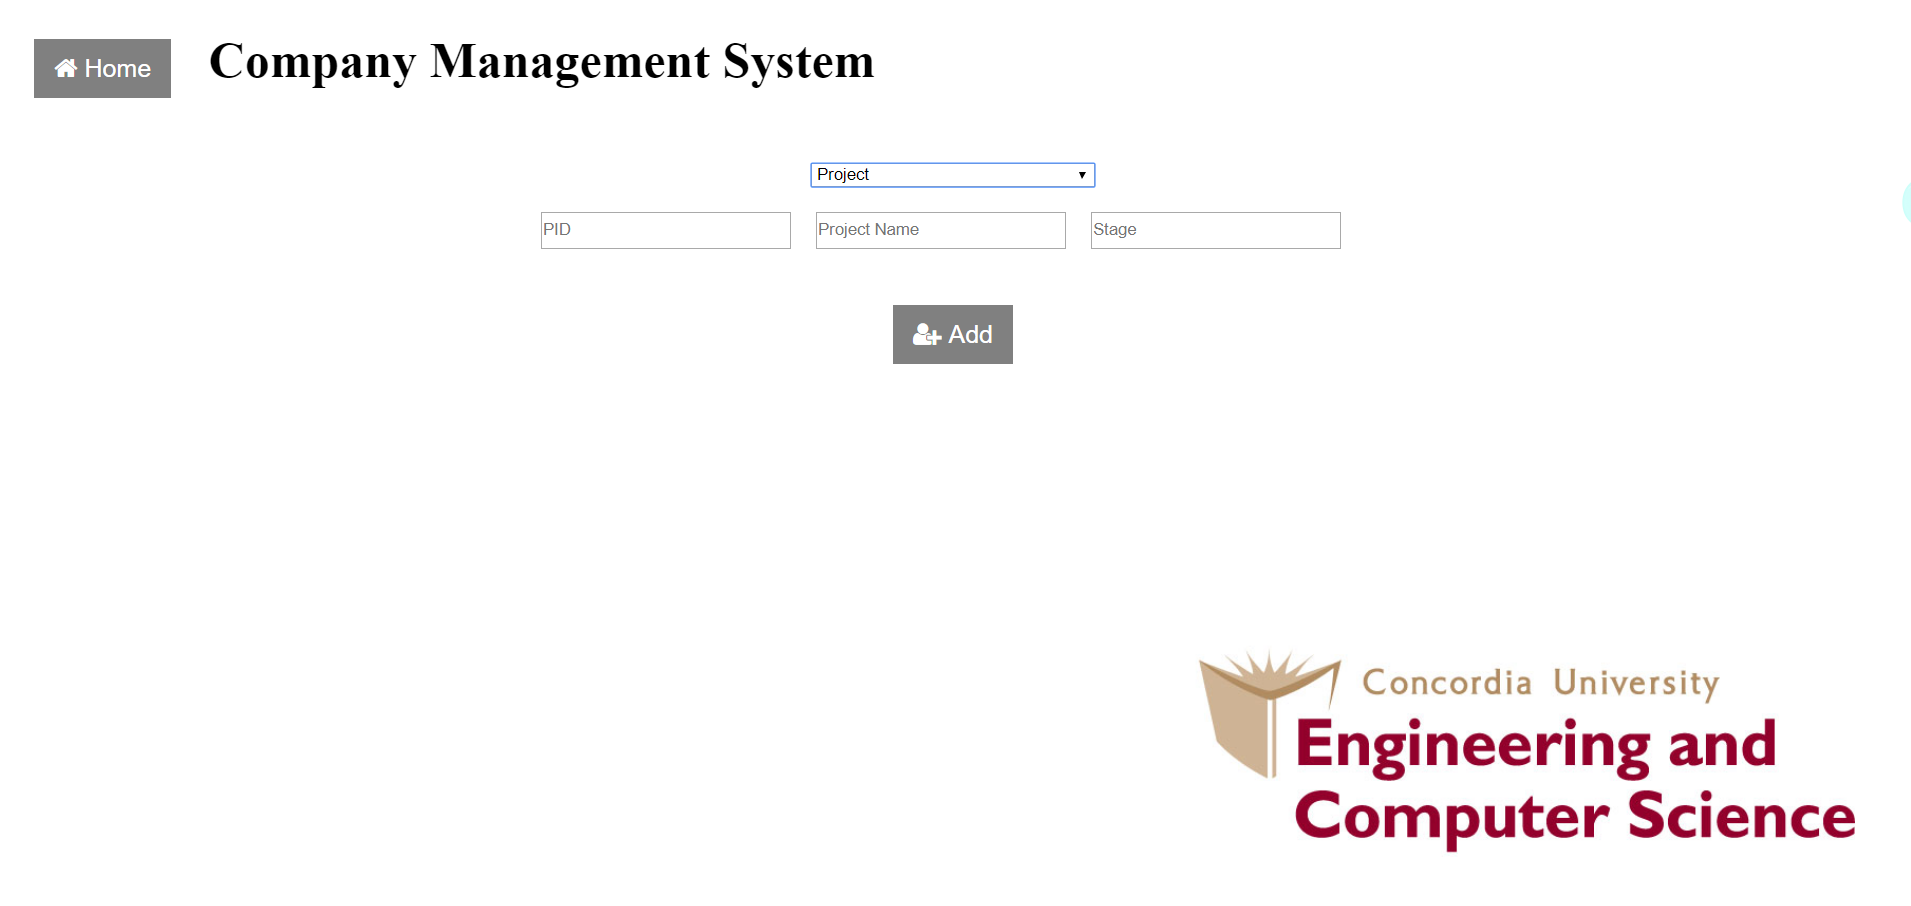 Home
Company Management System
Project
PID
Project Name
Stage
Add
Concordia University
Engineering and
Computer Science